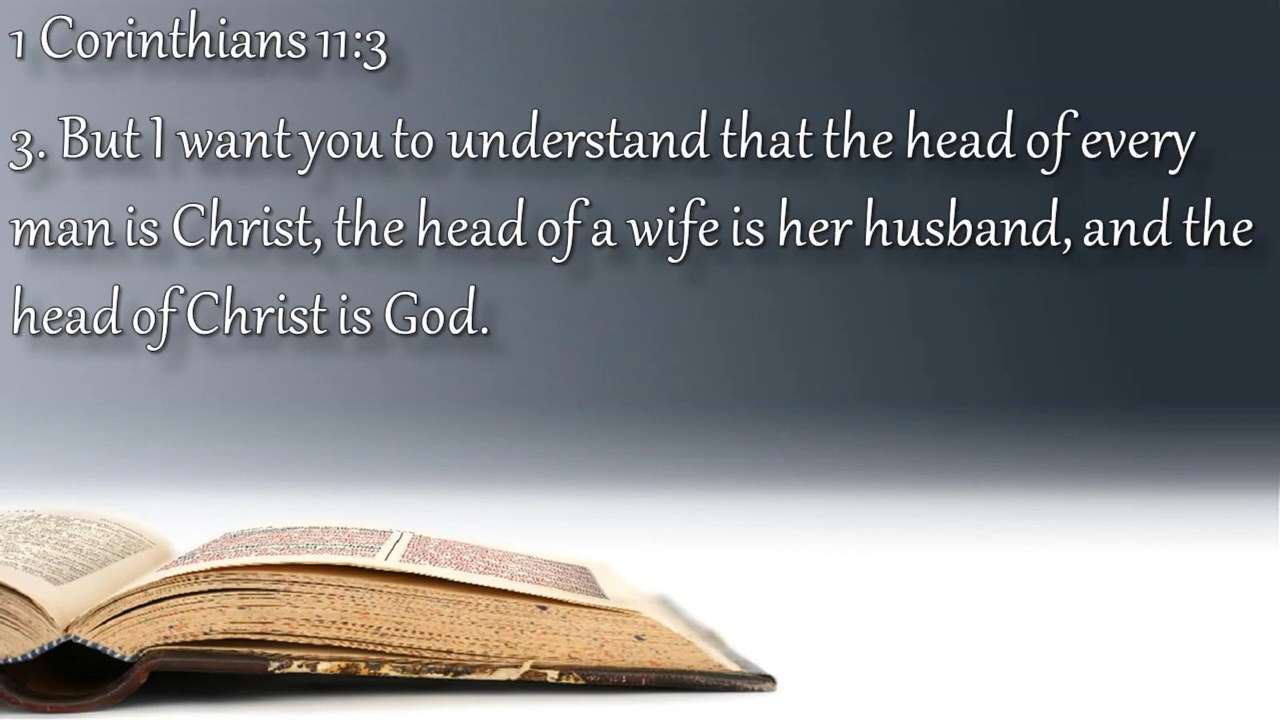 1 Corinthians 11:3
3. But I want you to understand that the head of every
man is Christ, the head of a wife is her husband, and the
head of Christ is God.